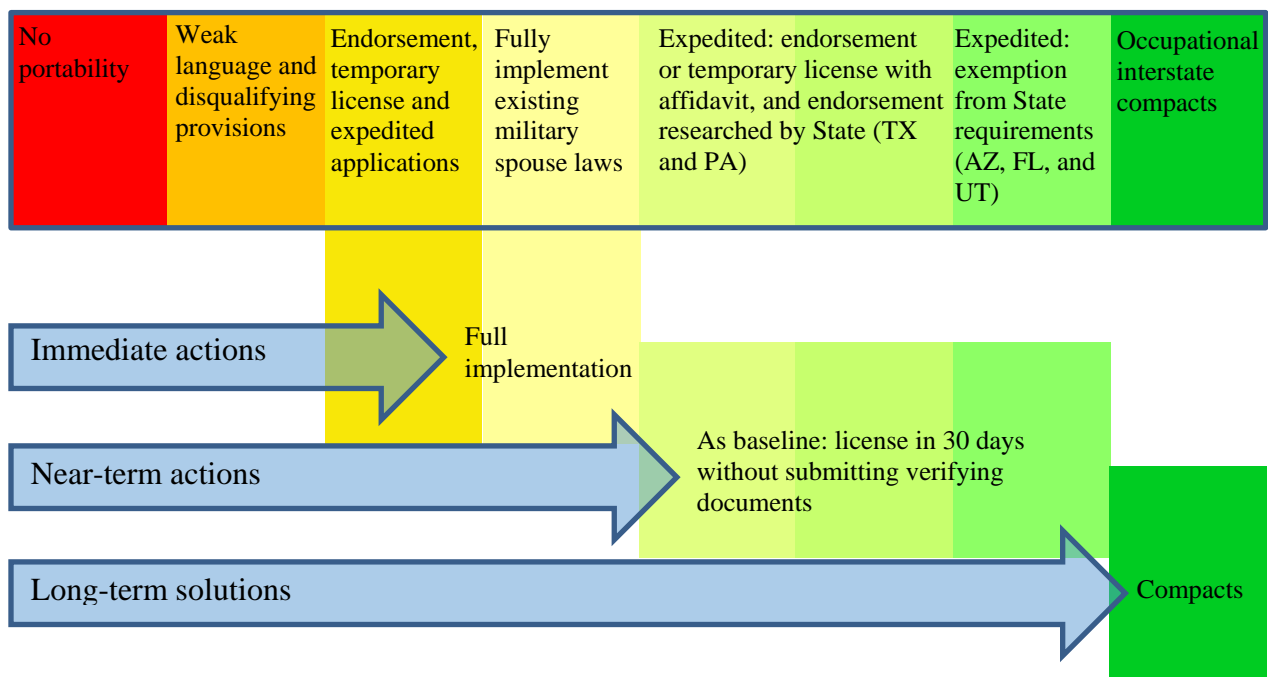 No
portability
Weak
language and
disqualifying
provisions
Endorsement,
temporary
license and
expedited
applications
Fully
implement
existing
military
spouse laws
Expedited: endorsement
or temporary license with
affidavit, and endorsement
researched by State (TX
and PA)
Expedited:
exemption
from State
requirements
(AZ, FL, and
UT)
Occupational
interstate
compacts
Immediate actions
Full
implementation
Near-term actions
As baseline: license in 30 days
without submitting verifying
documents
Long-term solutions
Compacts